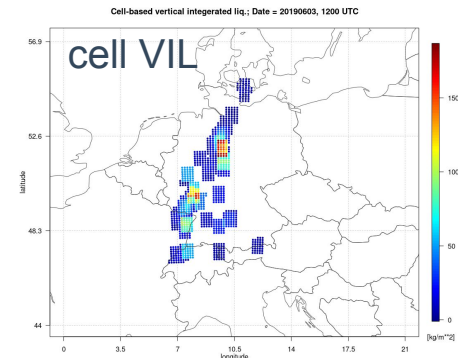 Cell-based vertical integerated liq.; Date = 20190603, 1200 UTC
cell VIL
56.9
52.6
48.3
44
latitude
0 3.5 7 10.5 14 17.5 21
longitude
150
100
50
0
[kg/m**2]